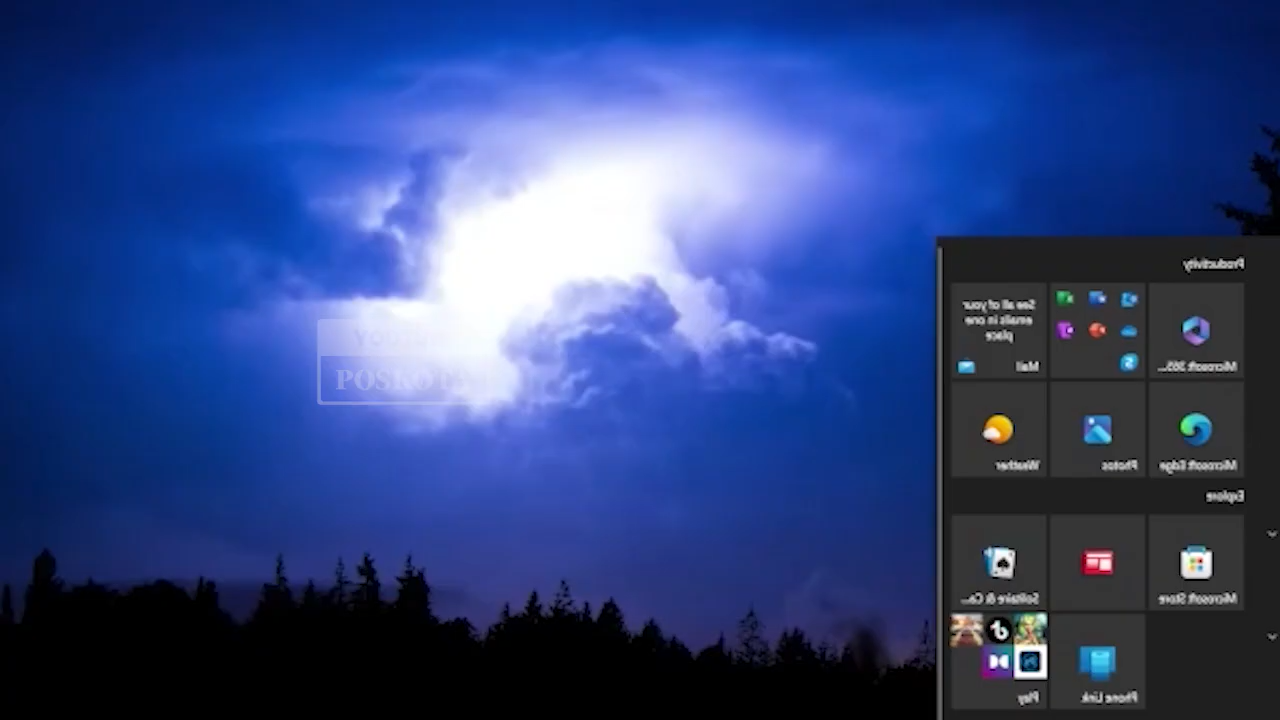 POSKOT
Productivity
See all of your
emails in one
place
Mail
Microsoft 365...
Weather
Photos
Microsoft Edge
Explore
Solitaire & Ca...
Microsoft Store
Play
Phone Link